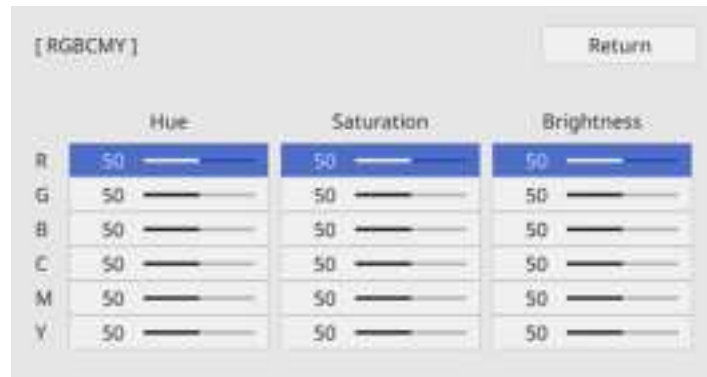 [ RGBCMY ] Return
Hue Saturation Brightness
R 50 50 50
G 50 50 50
B 50 50 50
C 50 50 50
M 50 50 50
Y 50 50 50